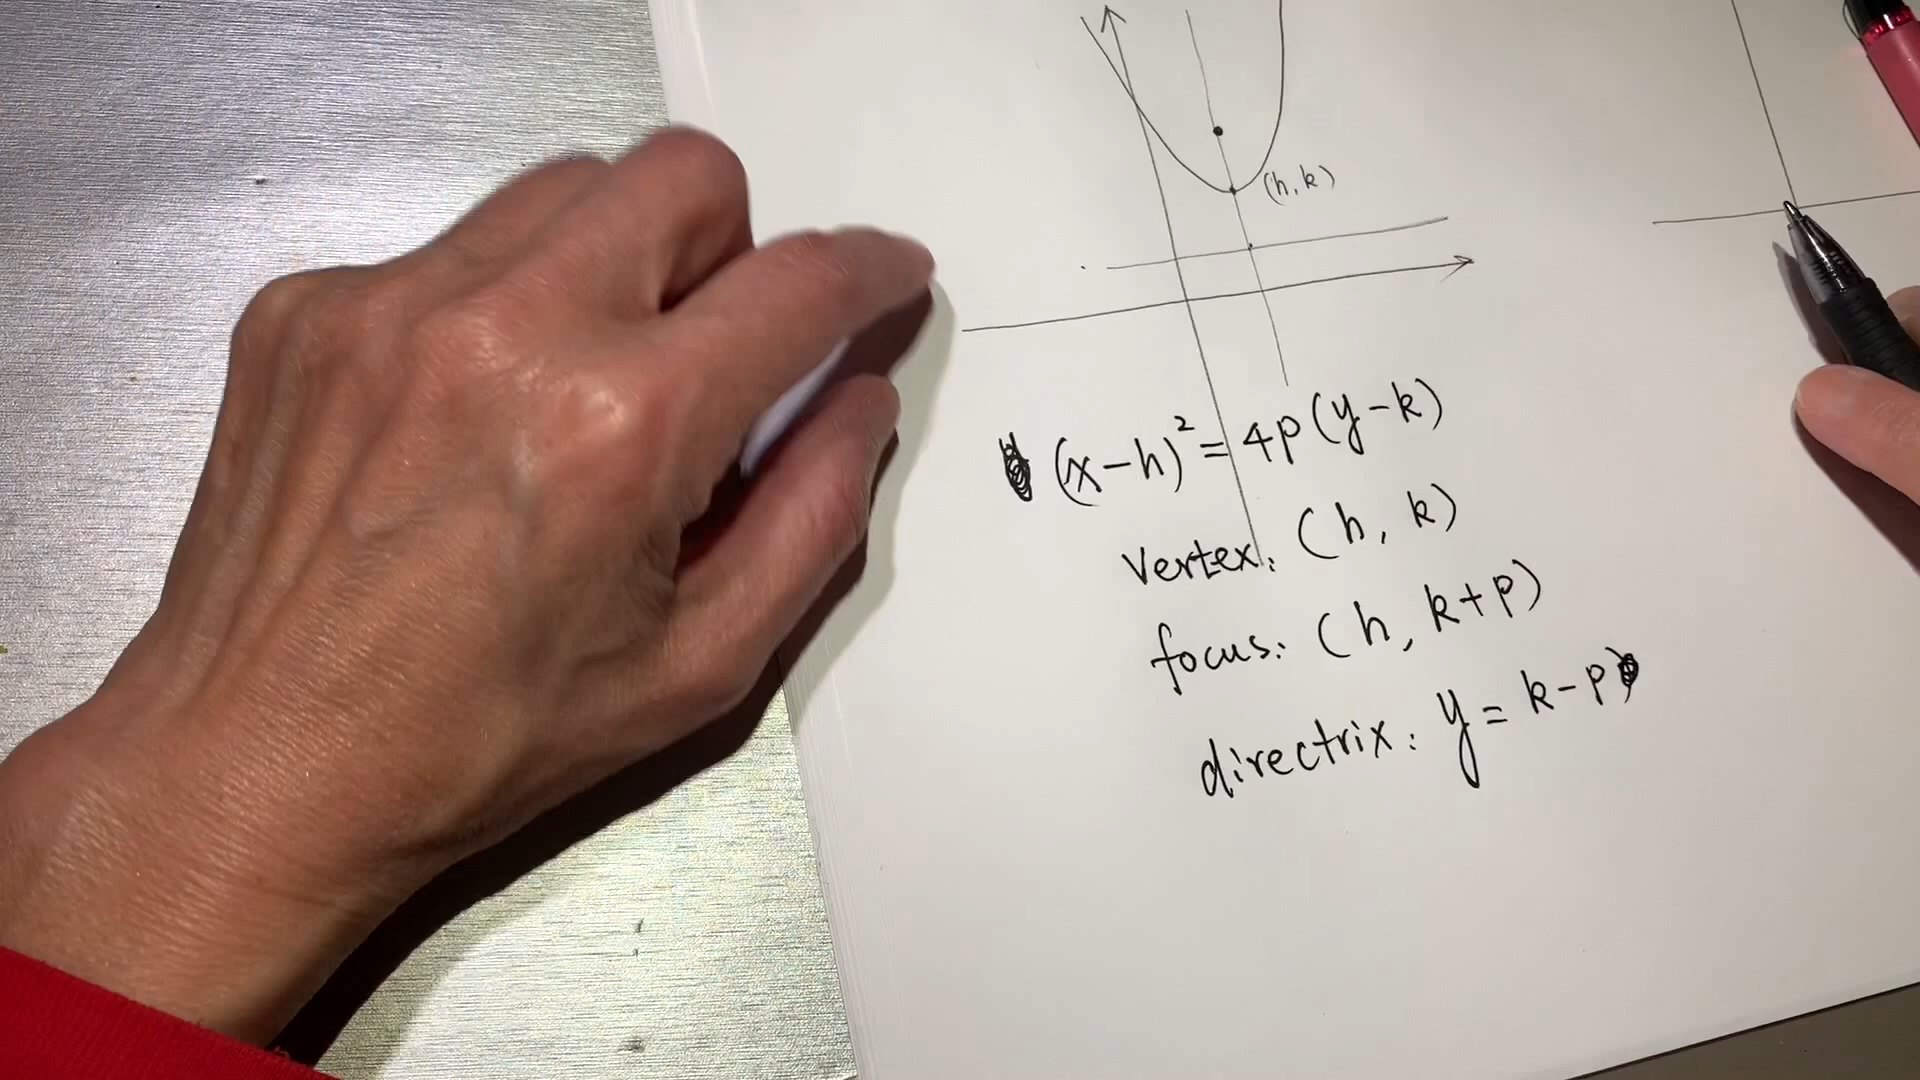 (h, k)
(x-h)² = 4p(y-k)
vertex: (h, k)
focus: (h, k+p)
directrix: y = k-p